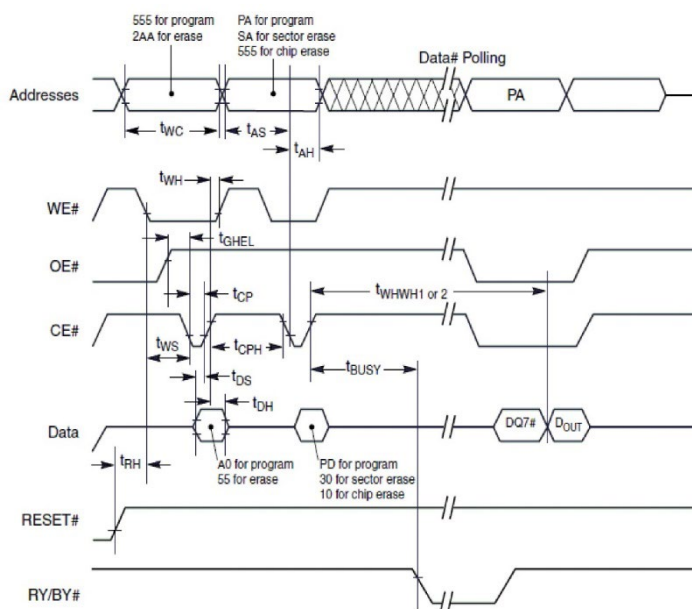 555 for program
2AA for erase
PA for program
SA for sector erase
555 for chip erase
Data# Polling
Addresses
PA
tWC
tAS
tAH
tWH
WE#
tGHEL
OE#
tWHWH1 or 2
tCP
CE#
tWS
tCPH
tBUSY
tDS
tDH
Data
DQ7#
DOUT
tRH
A0 for program
55 for erase
PD for program
30 for sector erase
10 for chip erase
RESET#
RY/BY#